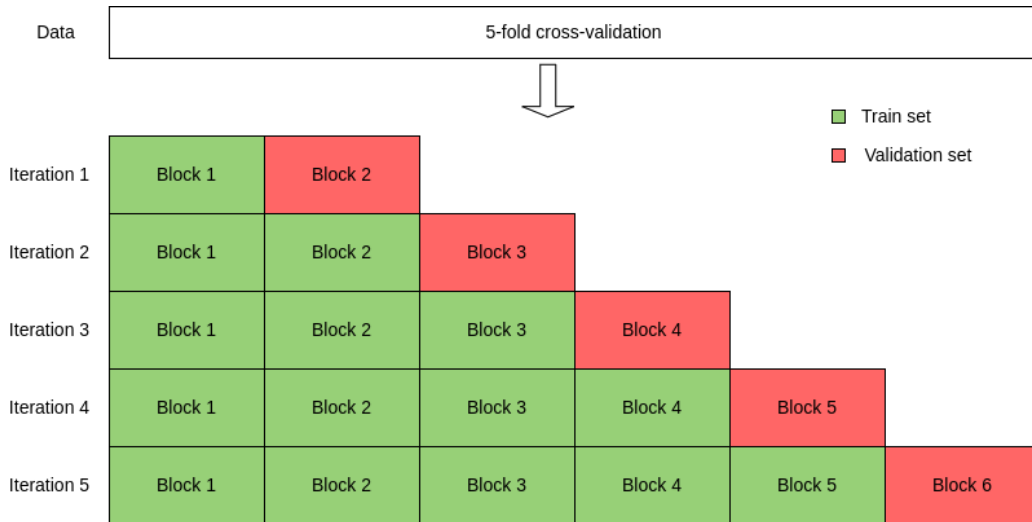 Data
5-fold cross-validation
Train set
Validation set
Iteration 1
Block 1
Block 2
Iteration 2
Block 1
Block 2
Block 3
Iteration 3
Block 1
Block 2
Block 3
Block 4
Iteration 4
Block 1
Block 2
Block 3
Block 4
Block 5
Iteration 5
Block 1
Block 2
Block 3
Block 4
Block 5
Block 6